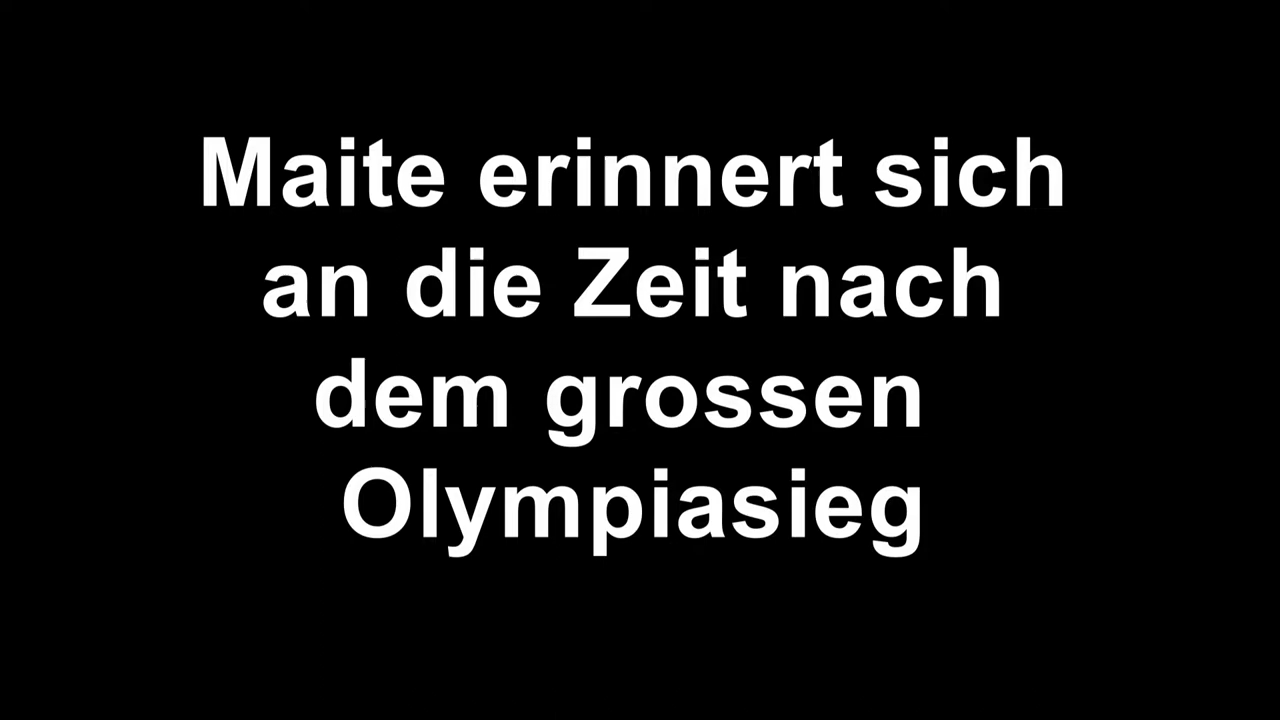 Maite erinnert sich
an die Zeit nach
dem grossen
Olympiasieg